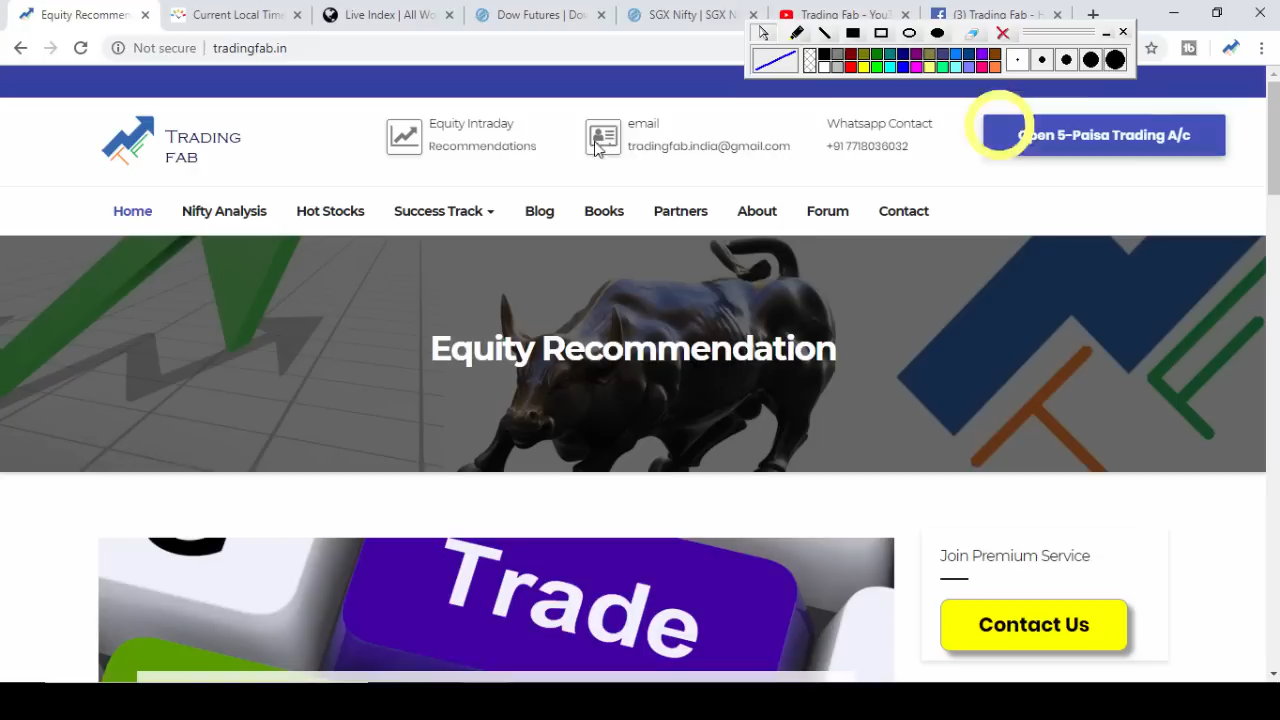 Equity Recommen
Current Local Tim
Live Index | All Wo
Dow Futures | Do
SGX Nifty | SGX N
Trading Fab - You
(3) Trading Fab - H
Not secure | tradingfab.in
TRADING
FAB
Equity Intraday
Recommendations
email
tradingfab.india@gmail.com
Whatsapp Contact
+91 7718036032
Open 5-Paisa Trading A/c
Home
Nifty Analysis
Hot Stocks
Success Track
Blog
Books
Partners
About
Forum
Contact
Equity Recommendation
Trade
Join Premium Service
Contact Us